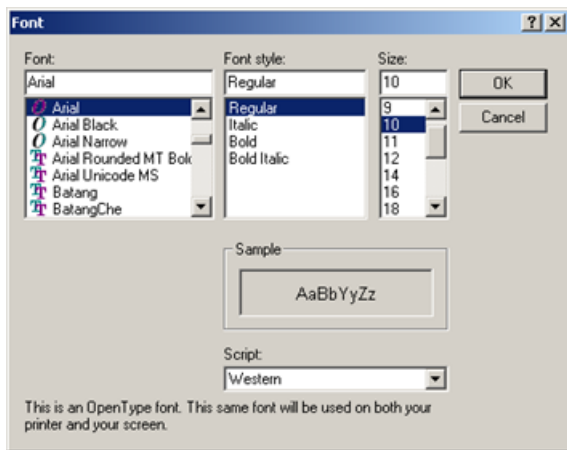 Font
Font:
Font style:
Size:
Arial
Regular
10
OK
Cancel
Arial
Arial Black
Arial Narrow
Arial Rounded MT Bolc
Arial Unicode MS
Batang
BatangChe
Regular
Italic
Bold
Bold Italic
9
10
11
12
14
16
18
Sample
AaBbYyZz
Script:
Western
This is an OpenType font. This same font will be used on both your
printer and your screen.